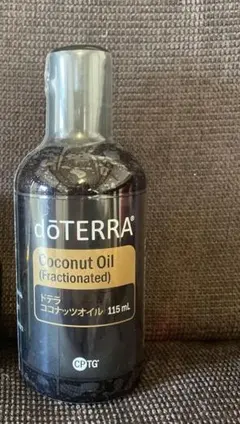 dōTERRA®
Coconut Oil
(Fractionated)
ドテラ
ココナッツオイル 115 mL
CPTG®